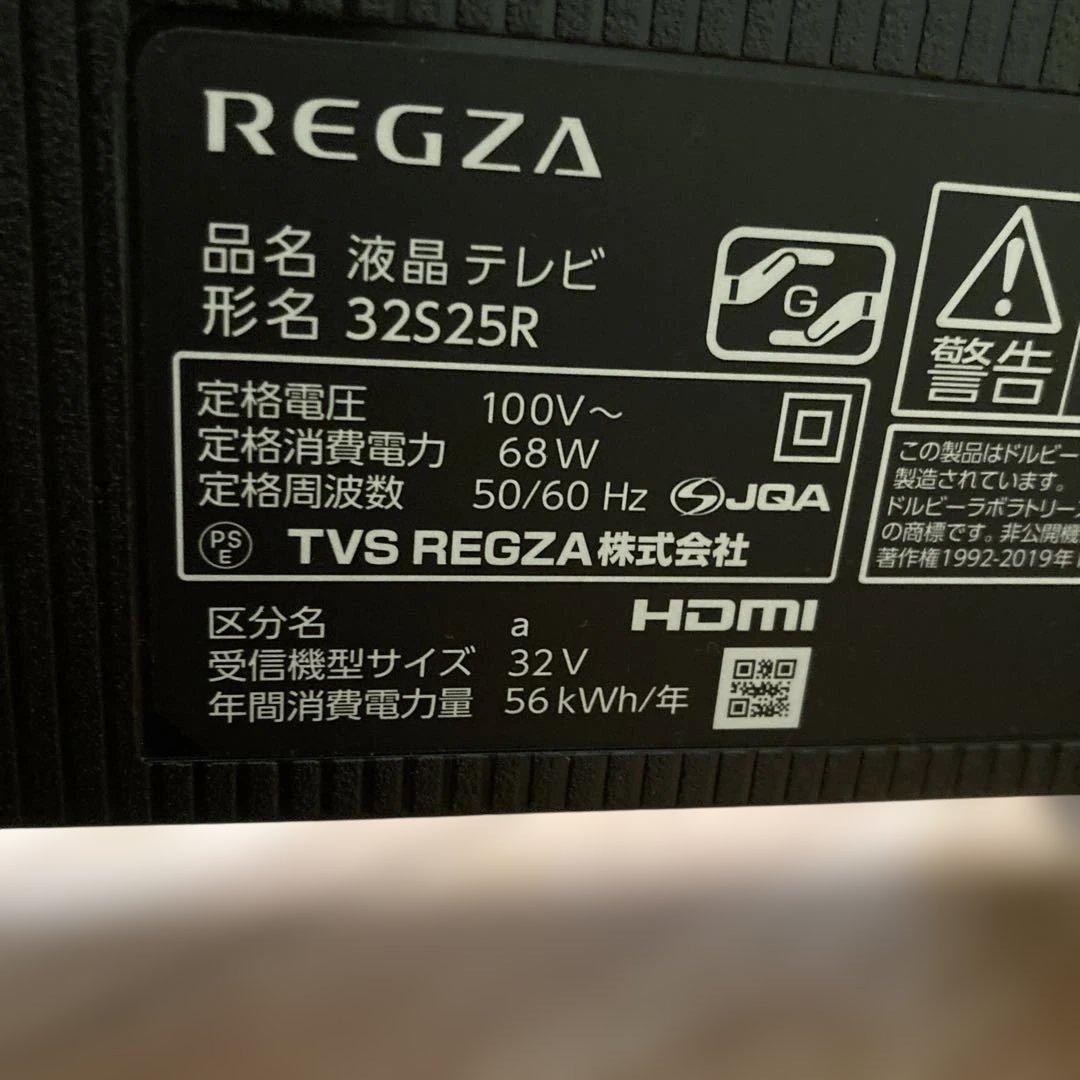 REGZA
品名 液晶 テレビ
形名 32S25R
G
警告
定格電圧 100V～
定格消費電力 68W
定格周波数 50/60 Hz
JQA
PS
E
TVS REGZA株式会社
この製品はドルビー
製造されています。
ドルビーラボラトリー
の商標です。非公開機
著作権1992-2019年
区分名 a
受信機型サイズ 32V
年間消費電力量 56kWh/年
HDMI